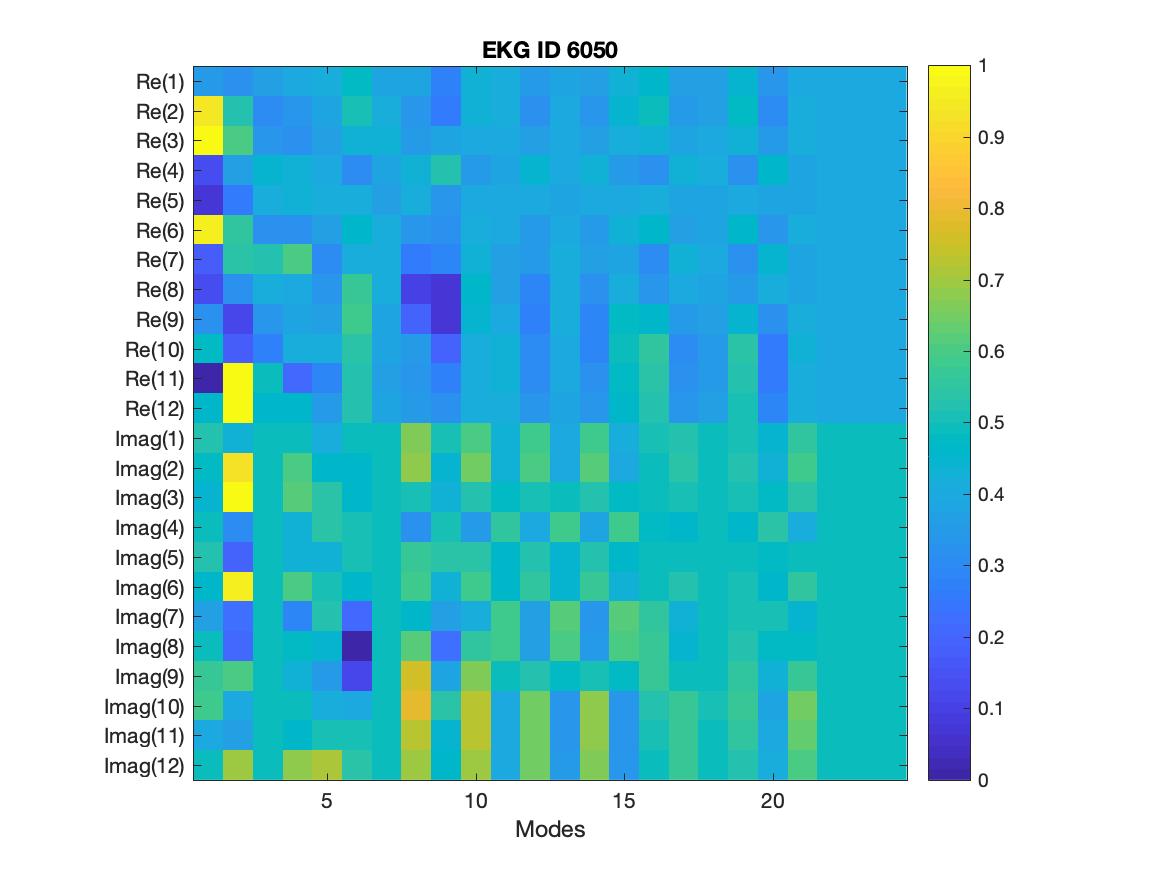 EKG ID 6050
Re(1)
Re(2)
Re(3)
Re(4)
Re(5)
Re(6)
Re(7)
Re(8)
Re(9)
Re(10)
Re(11)
Re(12)
Imag(1)
Imag(2)
Imag(3)
Imag(4)
Imag(5)
Imag(6)
Imag(7)
Imag(8)
Imag(9)
Imag(10)
Imag(11)
Imag(12)
5 10 15 20
Modes
1
0.9
0.8
0.7
0.6
0.5
0.4
0.3
0.2
0.1
0